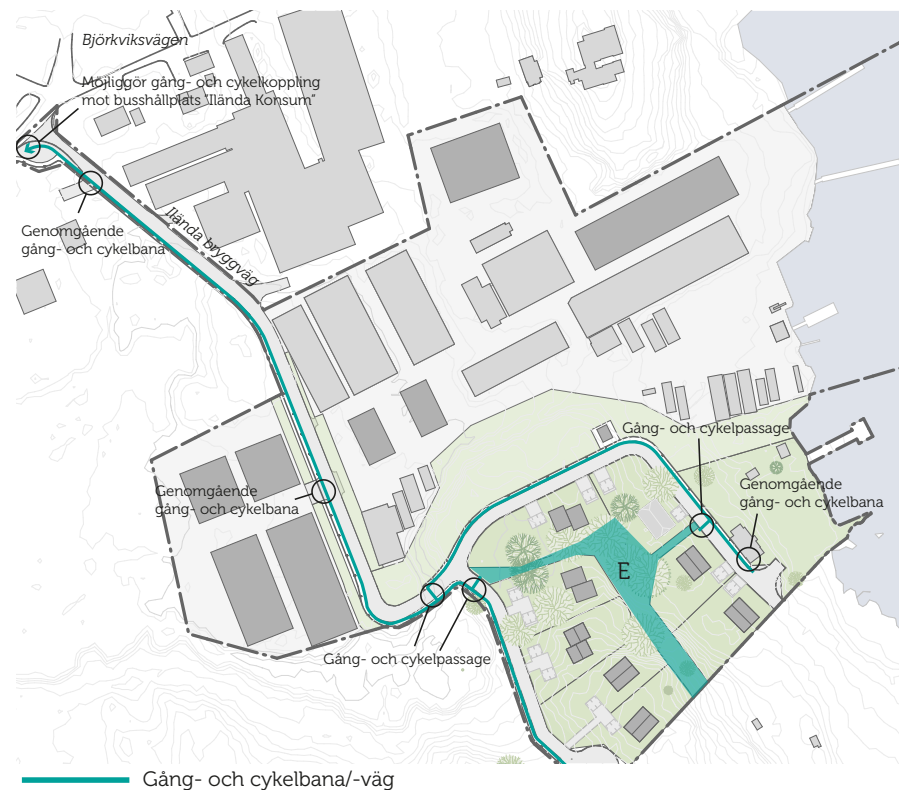 Björkviksvägen
Möjliggör gång- och cykelkoppling
mot busshållplats "Ilända Konsum"
Ilända bryggväg
Genomgående
gång- och cykelbana
Gång- och cykelpassage
Genomgående
gång- och cykelbana
Genomgående
gång- och cykelbana
E
Gång- och cykelpassage
Gång- och cykelbana/-väg